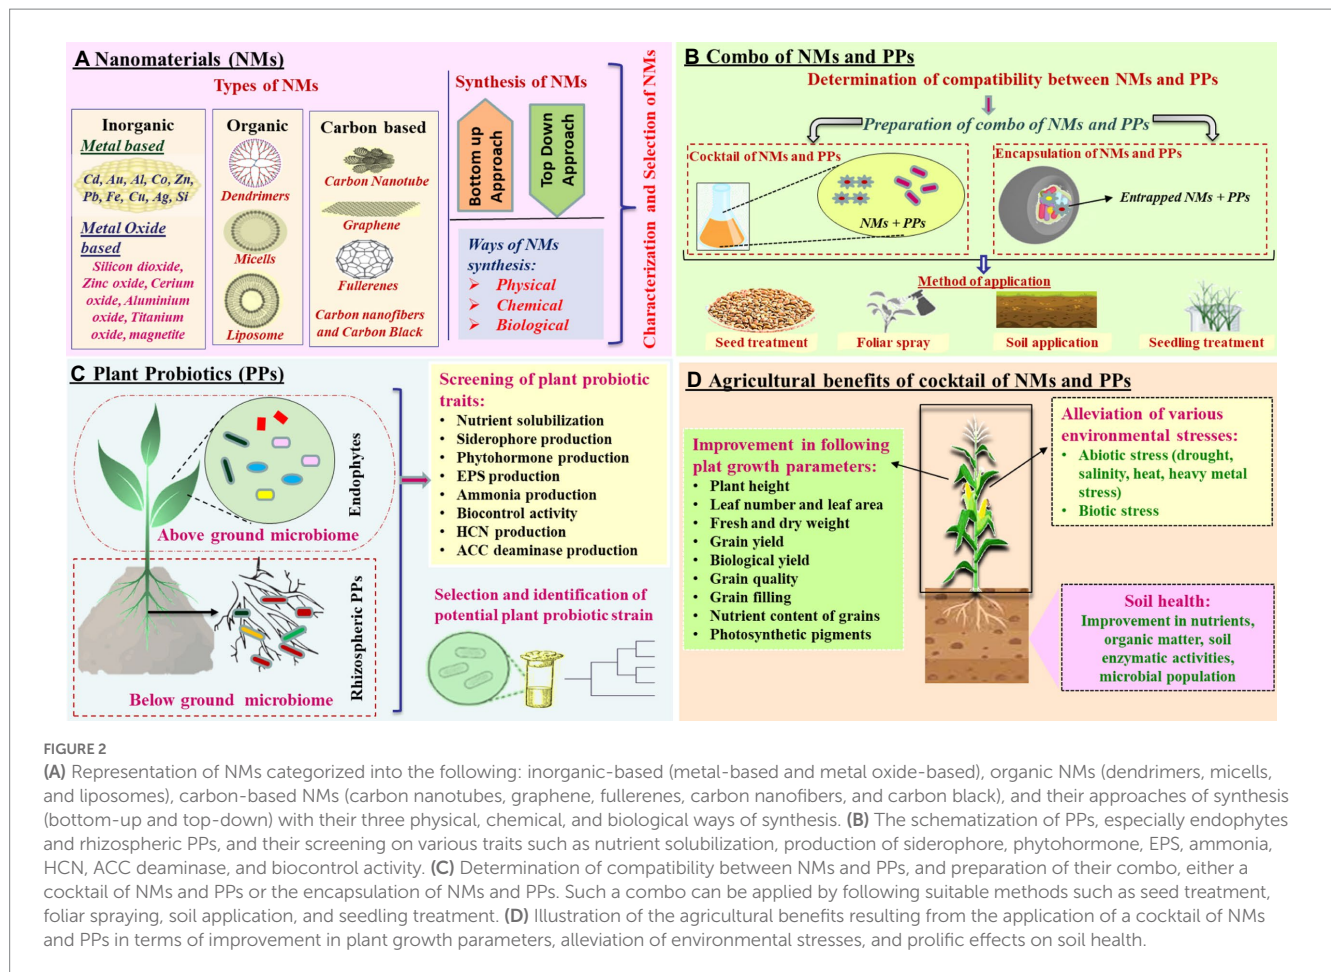 A Nanomaterials (NMs)
Types of NMs
Inorganic
Metal based
Cd, Au, Al, Co, Zn,
Pb, Fe, Cu, Ag, Si
Metal Oxide
based
Silicon dioxide,
Zinc oxide, Cerium
oxide, Aluminium
oxide, Titanium
oxide, magnetite
Organic
Dendrimers
Micells
Liposome
Carbon based
Carbon Nanotube
Graphene
Fullerenes
Carbon nanofibers
and Carbon Black
Synthesis of NMs
Bottom up
Approach
Top Down
Approach
Ways of NMs
synthesis:
➢ Physical
➢ Chemical
➢ Biological
Characterization and Selection of NMs
B Combo of NMs and PPs
Determination of compatibility between NMs and PPs
Preparation of combo of NMs and PPs
Cocktail of NMs and PPs
NMs + PPs
Encapsulation of NMs and PPs
Entrapped NMs + PPs
Method of application
Seed treatment
Foliar spray
Soil application
Seedling treatment
C Plant Probiotics (PPs)
Endophytes
Above ground microbiome
Rhizospheric PPs
Below ground microbiome
Screening of plant probiotic
traits:
• Nutrient solubilization
• Siderophore production
• Phytohormone production
• EPS production
• Ammonia production
• Biocontrol activity
• HCN production
• ACC deaminase production
Selection and identification of
potential plant probiotic strain
D Agricultural benefits of cocktail of NMs and PPs
Improvement in following
plat growth parameters:
• Plant height
• Leaf number and leaf area
• Fresh and dry weight
• Grain yield
• Biological yield
• Grain quality
• Grain filling
• Nutrient content of grains
• Photosynthetic pigments
Alleviation of various
environmental stresses:
• Abiotic stress (drought,
salinity, heat, heavy metal
stress)
• Biotic stress
Soil health:
Improvement in nutrients,
organic matter, soil
enzymatic activities,
microbial population
FIGURE 2
(A) Representation of NMs categorized into the following: inorganic-based (metal-based and metal oxide-based), organic NMs (dendrimers, micells,
and liposomes), carbon-based NMs (carbon nanotubes, graphene, fullerenes, carbon nanofibers, and carbon black), and their approaches of synthesis
(bottom-up and top-down) with their three physical, chemical, and biological ways of synthesis. (B) The schematization of PPs, especially endophytes
and rhizospheric PPs, and their screening on various traits such as nutrient solubilization, production of siderophore, phytohormone, EPS, ammonia,
HCN, ACC deaminase, and biocontrol activity. (C) Determination of compatibility between NMs and PPs, and preparation of their combo, either a
cocktail of NMs and PPs or the encapsulation of NMs and PPs. Such a combo can be applied by following suitable methods such as seed treatment,
foliar spraying, soil application, and seedling treatment. (D) Illustration of the agricultural benefits resulting from the application of a cocktail of NMs
and PPs in terms of improvement in plant growth parameters, alleviation of environmental stresses, and prolific effects on soil health.